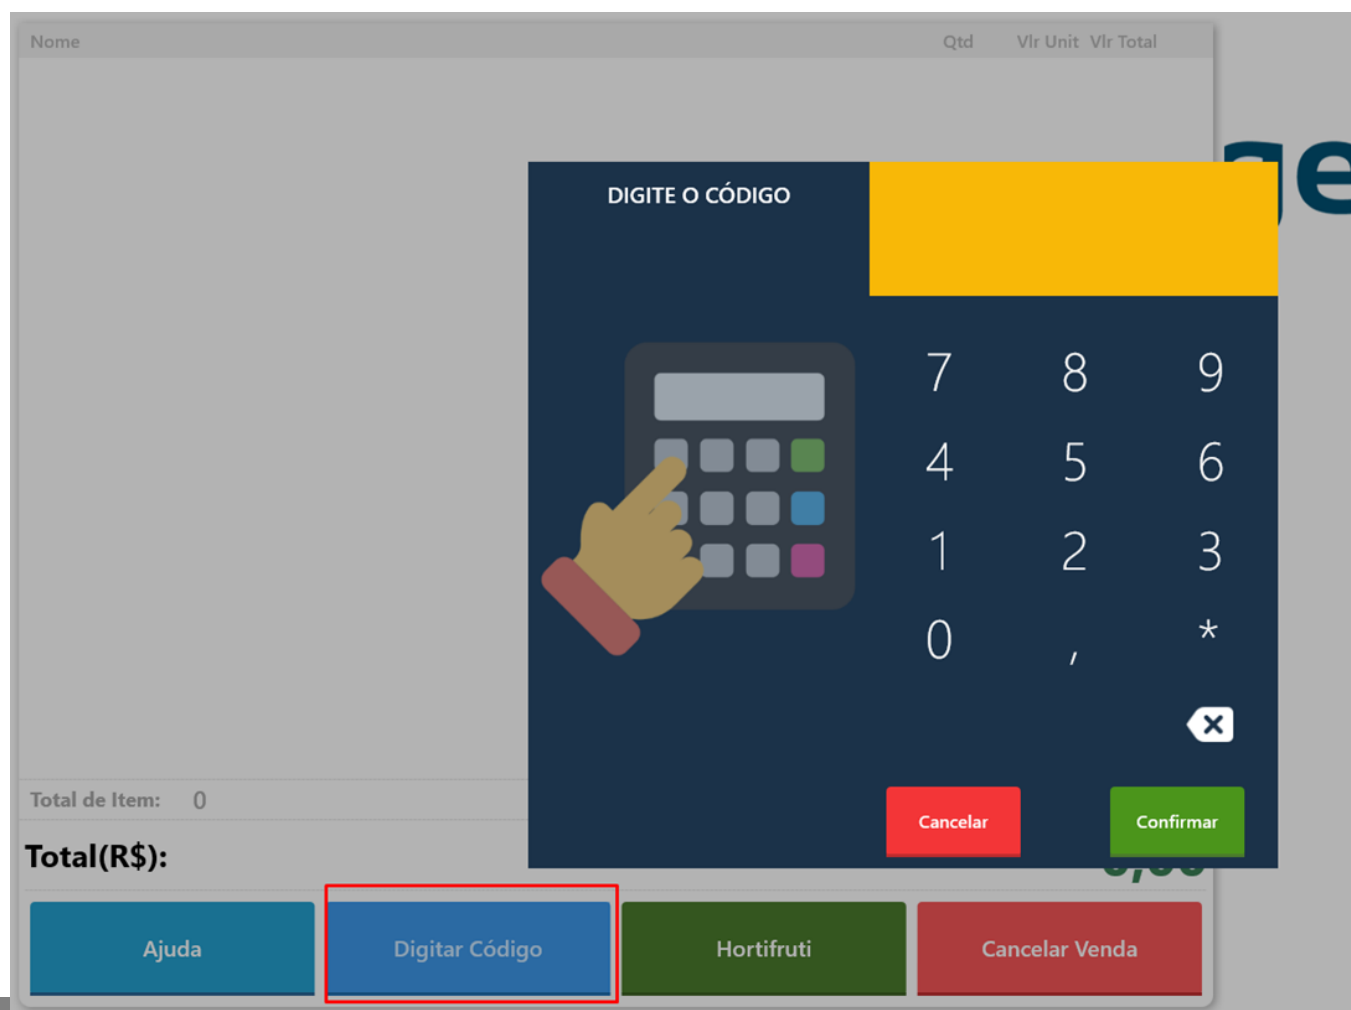 Nome Qtd Vlr Unit Vlr Total
ge
DIGITE O CÓDIGO
7 8 9
4 5 6
1 2 3
0 , *
Total de Item: 0
Cancelar Confirmar
Total(R$):
Ajuda Digitar Código Hortifruti Cancelar Venda